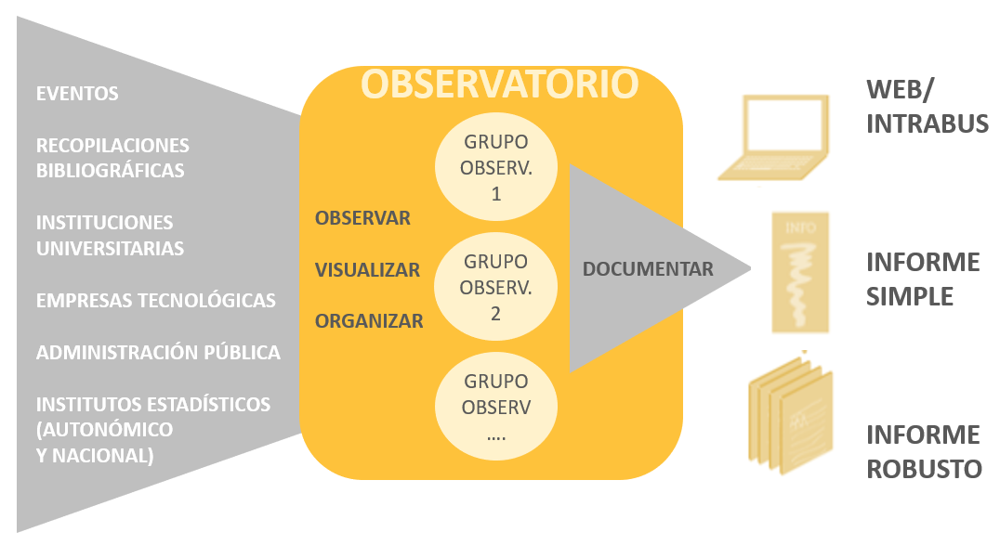 EVENTOS
RECOPILACIONES
BIBLIOGRÁFICAS
INSTITUCIONES
UNIVERSITARIAS
EMPRESAS TECNOLÓGICAS
ADMINISTRACIÓN PÚBLICA
INSTITUTOS ESTADÍSTICOS
(AUTONÓMICO
Y NACIONAL)
OBSERVATORIO
OBSERVAR
VISUALIZAR
ORGANIZAR
GRUPO
OBSERV.
1
GRUPO
OBSERV.
2
GRUPO
OBSERV
....
DOCUMENTAR
WEB/
INTRABUS
INFO
INFORME
SIMPLE
INFORME
ROBUSTO